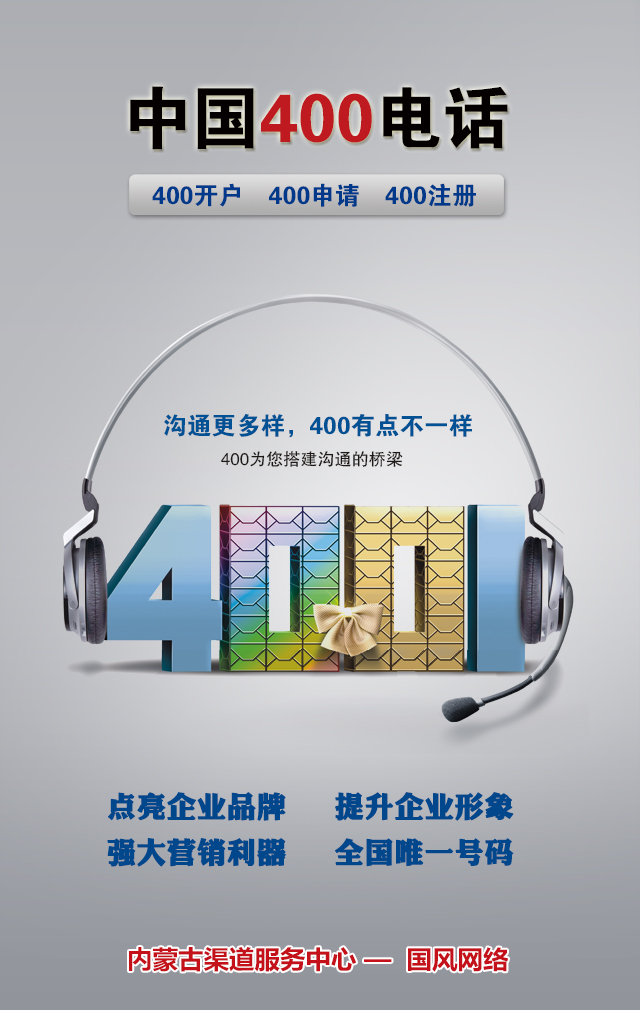 中国400电话
400开户 400申请 400注册
沟通更多样，400有点不一样
400为您搭建沟通的桥梁
4001
点亮企业品牌 提升企业形象
强大营销利器 全国唯一号码
内蒙古渠道服务中心 — 国风网络